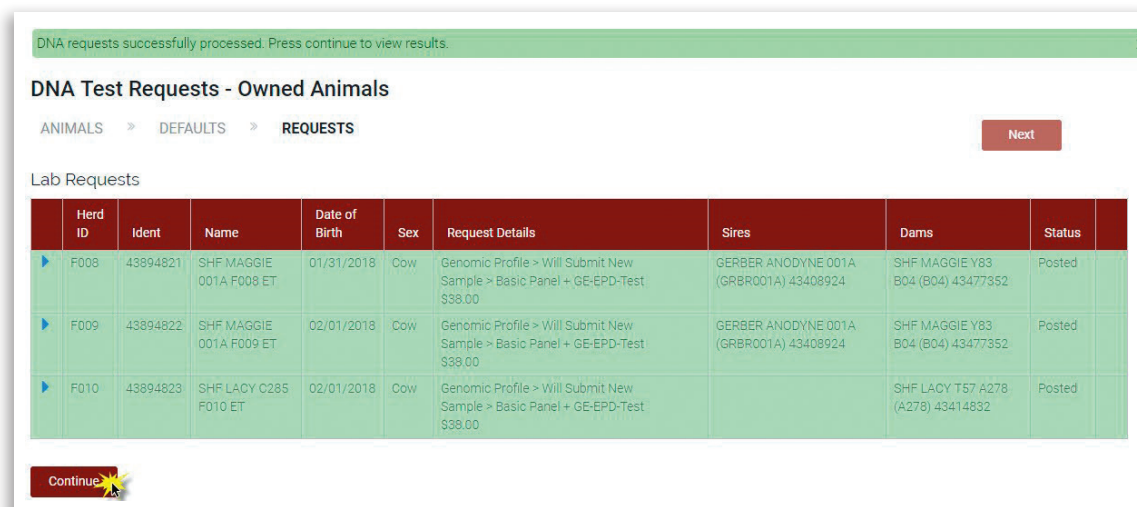 DNA requests successfully processed. Press continue to view results.
DNA Test Requests - Owned Animals
ANIMALS » DEFAULTS » REQUESTS
Next
Lab Requests
Herd ID Ident Name Date of Birth Sex Request Details Sires Dams Status
F008 43894821 SHF MAGGIE 01/31/2018 Cow Genomic Profile > Will Submit New GERBER ANODYNE 001A SHF MAGGIE Y83 Posted
001A F008 ET Sample > Basic Panel + GE-EPD-Test (GRBR001A) 43408924 B04 (B04) 43477352
$38.00
F009 43894822 SHF MAGGIE 02/01/2018 Cow Genomic Profile > Will Submit New GERBER ANODYNE 001A SHF MAGGIE Y83 Posted
001A F009 ET Sample > Basic Panel + GE-EPD-Test (GRBR001A) 43408924 B04 (B04) 43477352
$38.00
F010 43894823 SHF LACY C285 02/01/2018 Cow Genomic Profile > Will Submit New SHF LACY T57 A278 Posted
F010 ET Sample > Basic Panel + GE-EPD-Test (A278) 43414832
$38.00
Continue